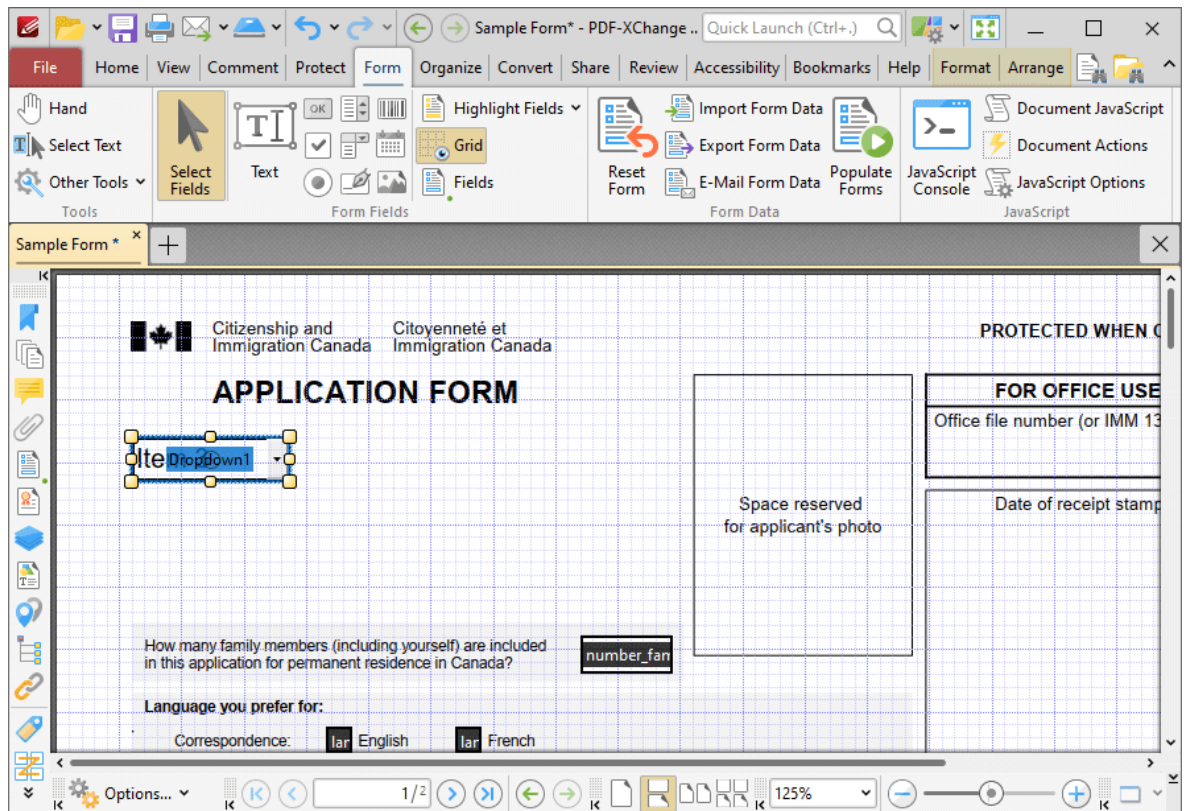 Sample Form* - PDF-XChange ..
Quick Launch (Ctrl+.)
File Home View Comment Protect Form Organize Convert Share Review Accessibility Bookmarks Help Format Arrange
Hand
Select Text
Other Tools
Tools
Select Fields
Text
OK
Highlight Fields
Grid
Fields
Form Fields
Reset Form
Import Form Data
Export Form Data
E-Mail Form Data
Populate Forms
Form Data
JavaScript Console
Document JavaScript
Document Actions
JavaScript Options
JavaScript
Sample Form *
Citizenship and Immigration Canada
Citoyenneté et Immigration Canada
PROTECTED WHEN
APPLICATION FORM
FOR OFFICE USE
Office file number (or IMM 13
Dropdown1
Space reserved
for applicant's photo
Date of receipt stamp
How many family members (including yourself) are included
in this application for permanent residence in Canada?
number_fam
Language you prefer for:
Correspondence: lar English lar French
Options...
1/2
125%